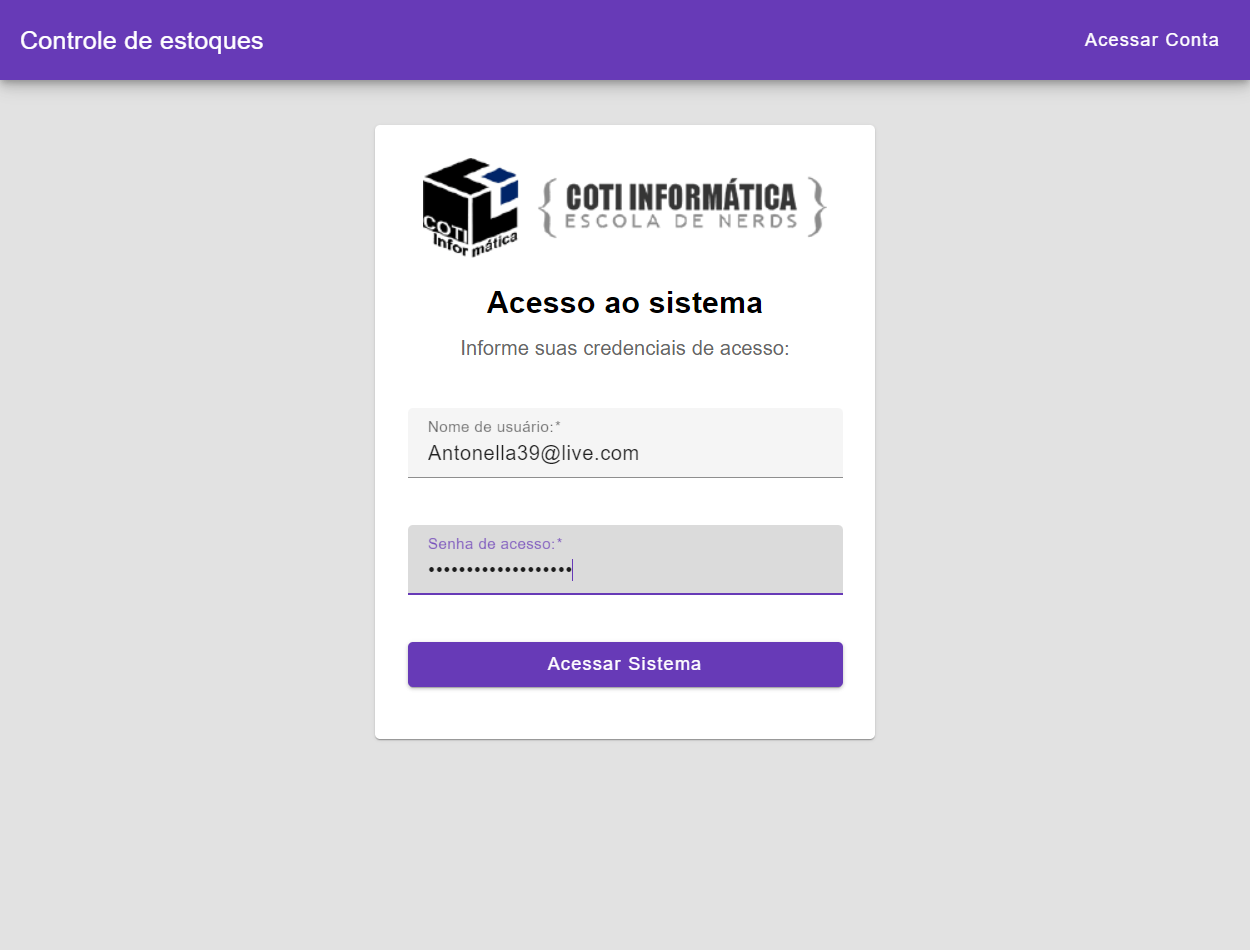 Controle de estoques
Acessar Conta
COTI
Informática
{ COTI INFORMÁTICA
ESCOLA DE NERDS }
Acesso ao sistema
Informe suas credenciais de acesso:
Nome de usuário:*
Antonella39@live.com
Senha de acesso:*
•••••••••••••••••••
Acessar Sistema